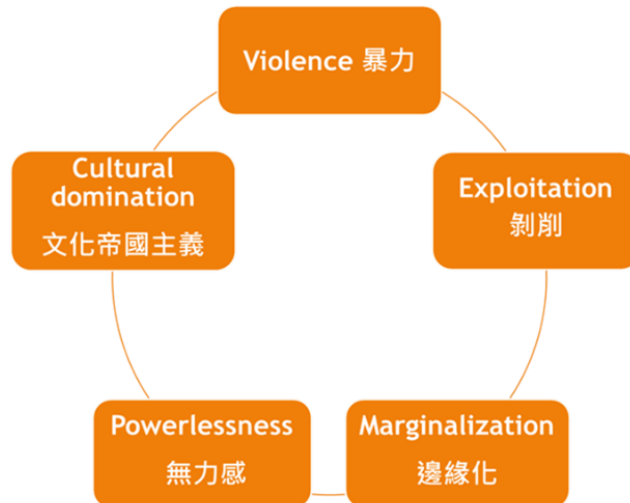 Violence 暴力
Exploitation
剝削
Marginalization
邊緣化
Powerlessness
無力感
Cultural
domination
文化帝國主義